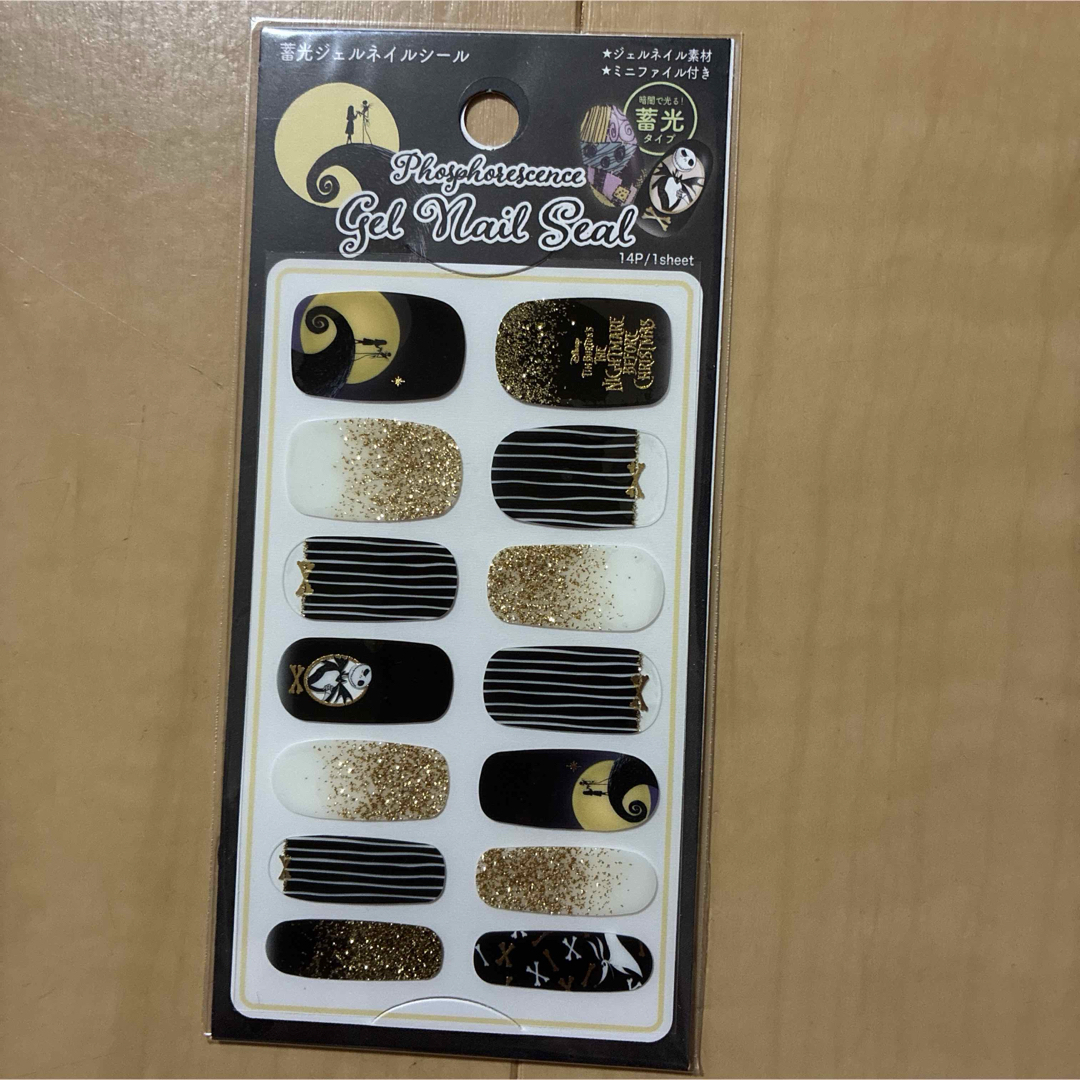 蓄光ジェルネイルシール
★ジェルネイル素材
★ミニファイル付き
暗闇で光る!
蓄光
タイプ
Phosphorescence
Gel Nail Seal
14P/1sheet
Disney
Tim Burton's
THE
NIGHTMARE
BEFORE
CHRISTMAS